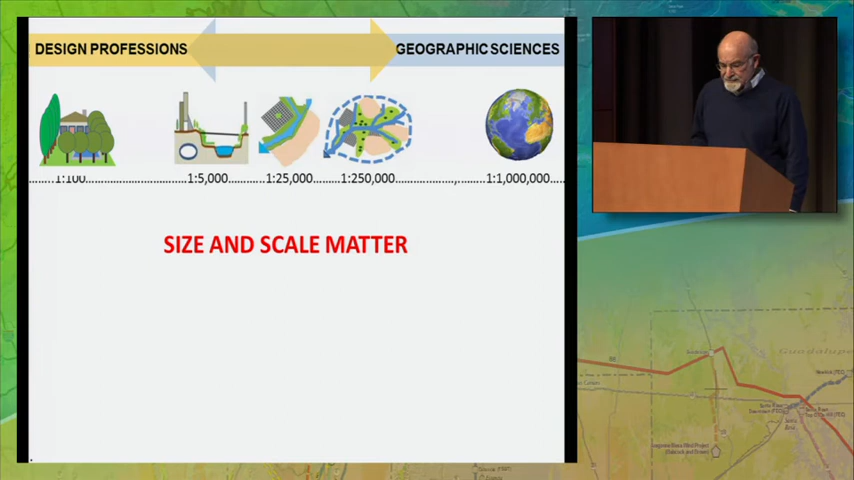 DESIGN PROFESSIONS
GEOGRAPHIC SCIENCES
1:100
1:5,000
1:25,000
1:250,000
1:1,000,000
SIZE AND SCALE MATTER